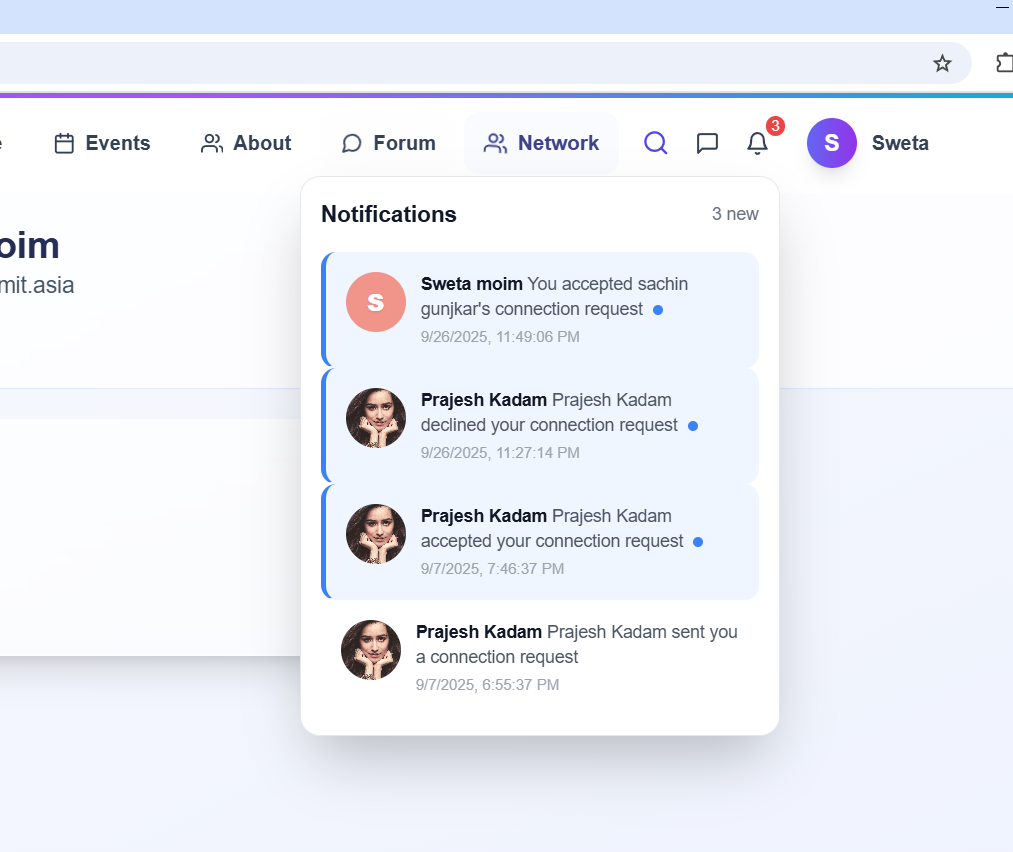 Events
About
Forum
Network
3
S
Sweta
oim
mit.asia
Notifications
3 new
S
Sweta moim You accepted sachin
gunjkar's connection request
9/26/2025, 11:49:06 PM
Prajesh Kadam Prajesh Kadam
declined your connection request
9/26/2025, 11:27:14 PM
Prajesh Kadam Prajesh Kadam
accepted your connection request
9/7/2025, 7:46:37 PM
Prajesh Kadam Prajesh Kadam sent you
a connection request
9/7/2025, 6:55:37 PM